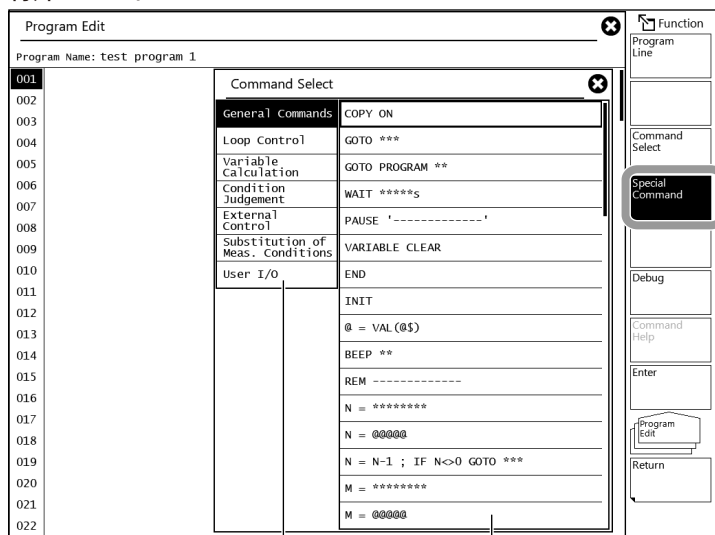 Program Edit
Program Name: test program 1
001
002
003
004
005
006
007
008
009
010
011
012
013
014
015
016
017
018
019
020
021
022
Command Select
General Commands
Loop Control
Variable
Calculation
Condition
Judgement
External
Control
Substitution of
Meas. Conditions
User I/O
COPY ON
GOTO ***
GOTO PROGRAM **
WAIT *****s
PAUSE '-------------'
VARIABLE CLEAR
END
INIT
@ = VAL(@$)
BEEP **
REM -------------
N = ********
N = @@@@@
N = N-1 ; IF N<>0 GOTO ***
M = ********
M = @@@@@
Function
Program
Line
Command
Select
Special
Command
Debug
Command
Help
Enter
Program
Edit
Return